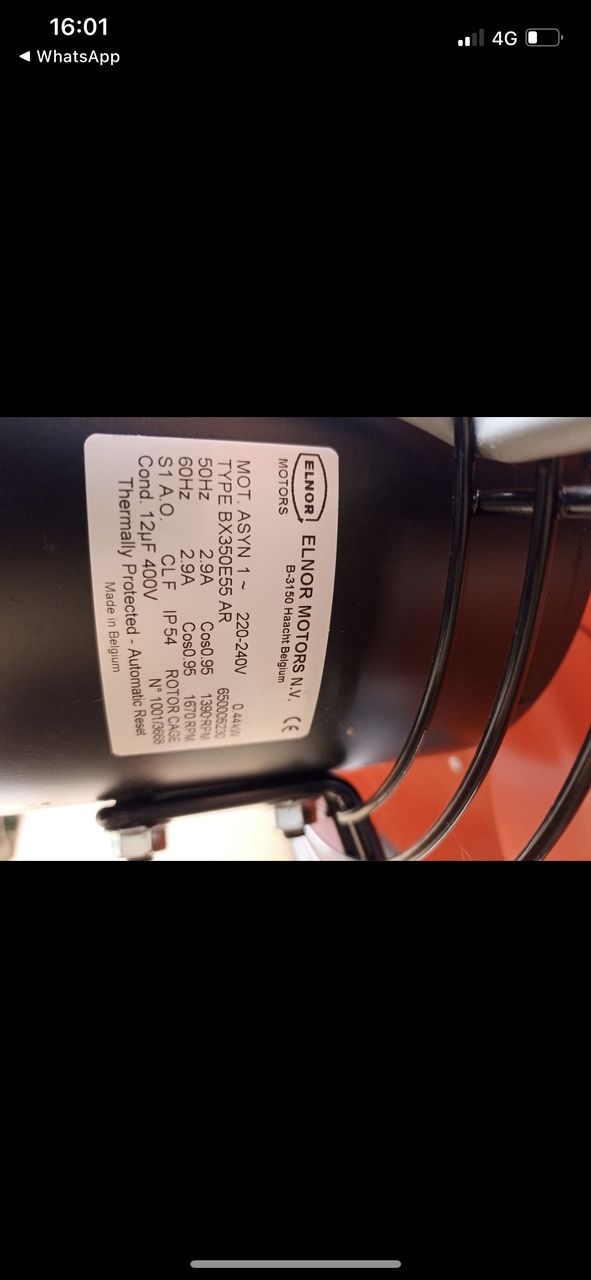 16:01
4G
◀ WhatsApp
ELNOR
MOTORS
ELNOR MOTORS N.V.
B-3150 Haacht Belgium
CE
MOT. ASYN 1 ~ 220-240V 0.44kW
TYPE BX350E55 AR 650005230
50Hz 2.9A Cos0.95 1390RPM
60Hz 2.9A Cos0.95 1670RPM
S1 A.O. CL F IP54 ROTOR CAGE
Cond. 12µF 400V N° 1001/3668
Thermally Protected - Automatic Reset
Made in Belgium